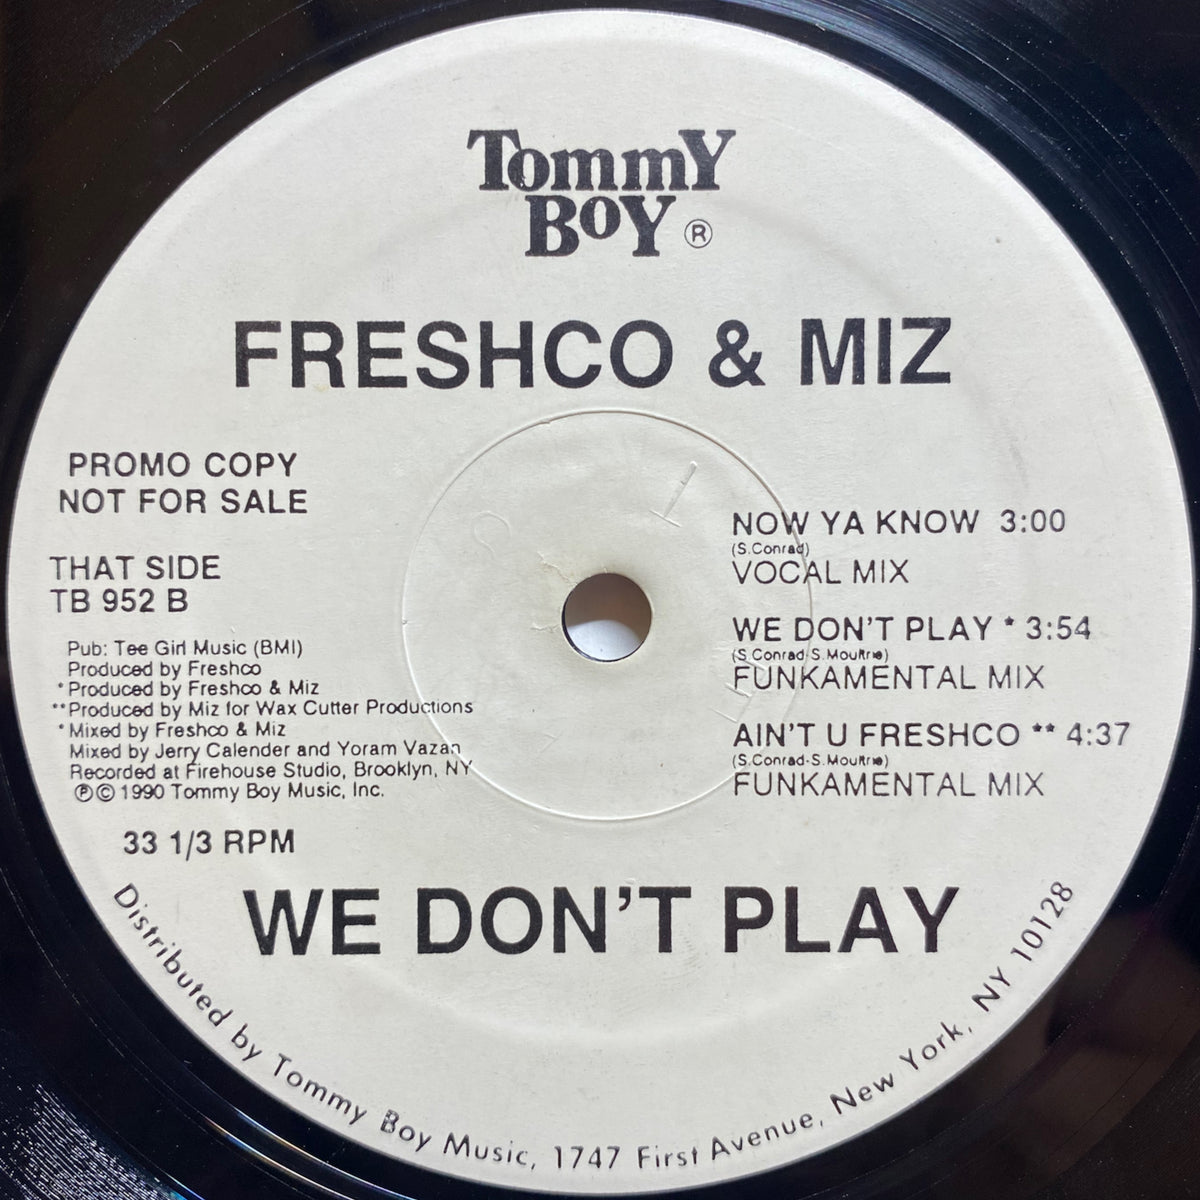 TommY
BoY ®
FRESHCO & MIZ
PROMO COPY
NOT FOR SALE
THAT SIDE
TB 952 B
Pub: Tee Girl Music (BMI)
Produced by Freshco
*Produced by Freshco & Miz
**Produced by Miz for Wax Cutter Productions
*Mixed by Freshco & Miz
Mixed by Jerry Calender and Yoram Vazan
Recorded at Firehouse Studio, Brooklyn, NY
℗© 1990 Tommy Boy Music, Inc.
33 1/3 RPM
NOW YA KNOW 3:00
(S.Conrad)
VOCAL MIX
WE DON'T PLAY * 3:54
(S.Conrad-S.Moultrie)
FUNKAMENTAL MIX
AIN'T U FRESHCO ** 4:37
(S.Conrad-S.Moultrie)
FUNKAMENTAL MIX
WE DON'T PLAY
Distributed by Tommy Boy Music, 1747 First Avenue, New York, NY 10128